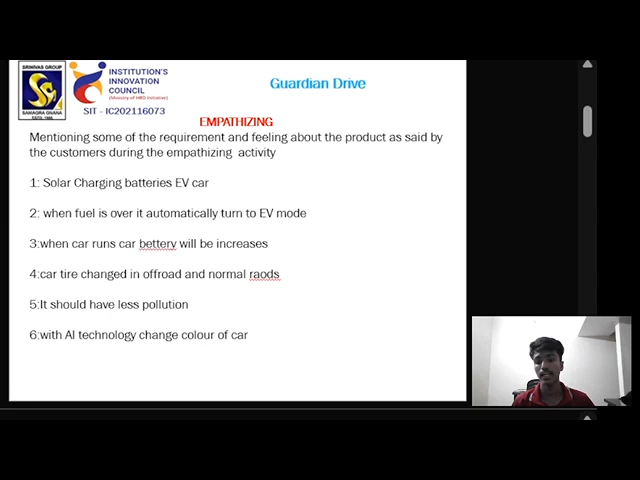 SRINIVAS GROUP
SAMAGRA GNANA
INSTITUTION'S
INNOVATION
COUNCIL
(Ministry of HRD Initiative)
SIT - IC202116073
Guardian Drive
EMPATHIZING
Mentioning some of the requirement and feeling about the product as said by
the customers during the empathizing activity
1: Solar Charging batteries EV car
2: when fuel is over it automatically turn to EV mode
3:when car runs car bettery will be increases
4:car tire changed in offroad and normal raods
5:It should have less pollution
6:with AI technology change colour of car